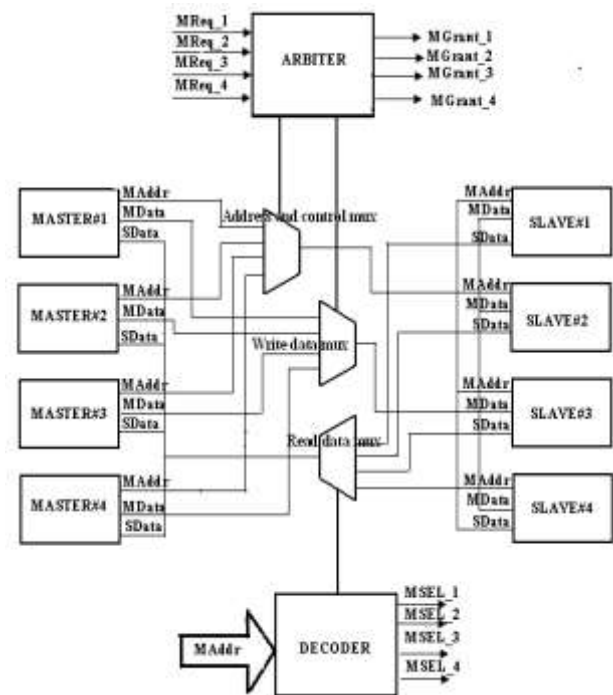 MReq_1
MReq_2
MReq_3
MReq_4
ARBITER
MGrant_1
MGrant_2
MGrant_3
MGrant_4
MASTER#1
MAddr
MData
SData
Address and control mux
MAddr
MData
SData
SLAVE#1
MASTER#2
MAddr
MData
SData
Write data mux
MAddr
MData
SData
SLAVE#2
MASTER#3
MAddr
MData
SData
Read data mux
MAddr
MData
SData
SLAVE#3
MASTER#4
MAddr
MData
SData
MAddr
MData
SData
SLAVE#4
MAddr
DECODER
MSEL_1
MSEL_2
MSEL_3
MSEL_4